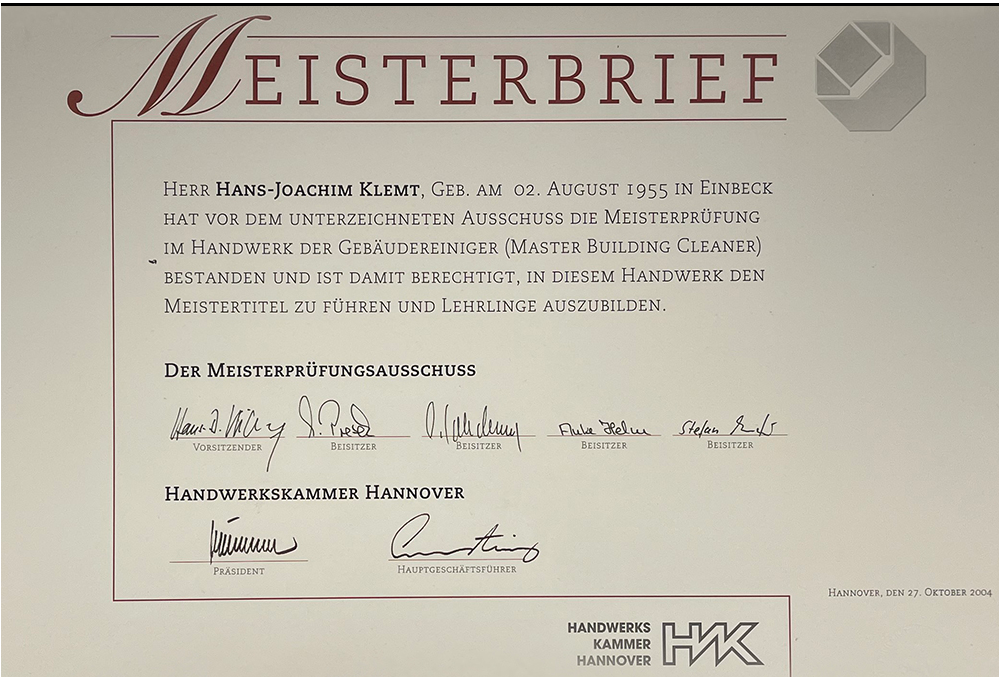 MEISTERBRIEF
HERR HANS-JOACHIM KLEMT, GEB. AM 02. AUGUST 1955 IN EINBECK
HAT VOR DEM UNTERZEICHNETEN AUSSCHUSS DIE MEISTERPRÜFUNG
IM HANDWERK DER GEBÄUDEREINIGER (MASTER BUILDING CLEANER)
BESTANDEN UND IST DAMIT BERECHTIGT, IN DIESEM HANDWERK DEN
MEISTERTITEL ZU FÜHREN UND LEHRLINGE AUSZUBILDEN.
DER MEISTERPRÜFUNGSAUSSCHUSS
Stefan
VORSITZENDER BEISITZER BEISITZER BEISITZER BEISITZER
HANDWERKSKAMMER HANNOVER
PRÄSIDENT HAUPTGESCHÄFTSFÜHRER
HANNOVER, DEN 27. OKTOBER 2004
HANDWERKS
KAMMER
HANNOVER
HWK